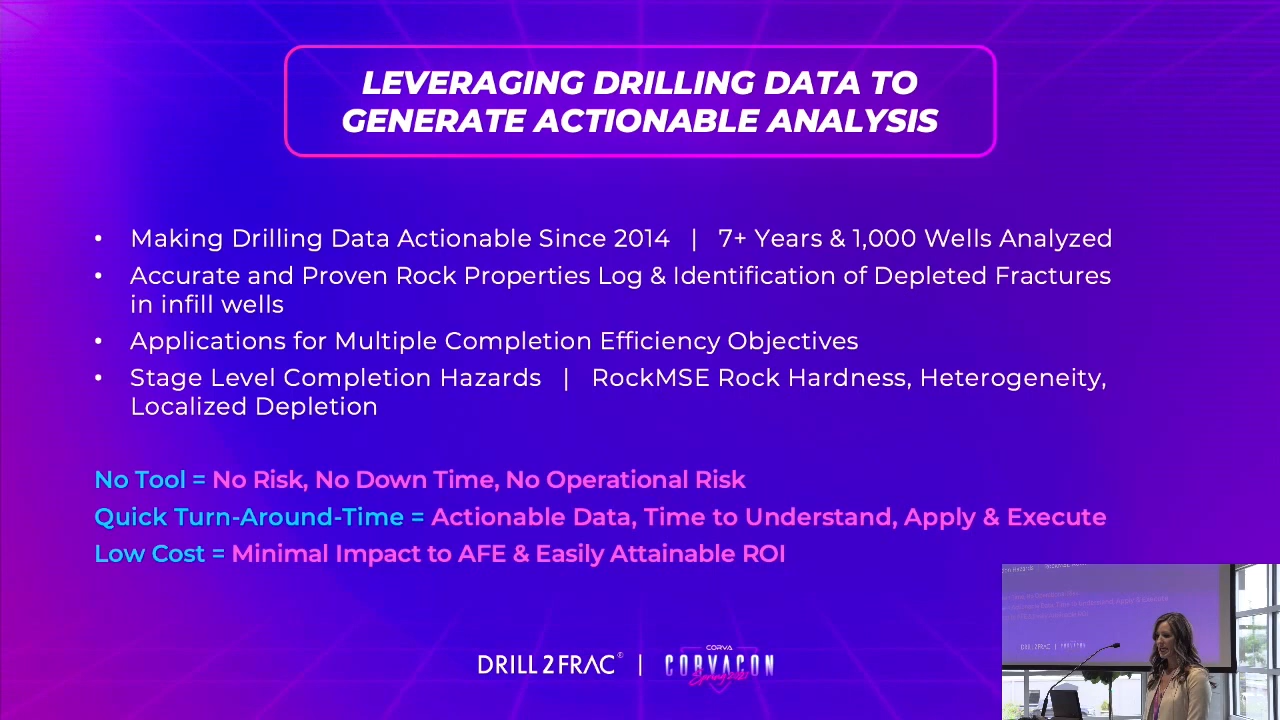 LEVERAGING DRILLING DATA TO
GENERATE ACTIONABLE ANALYSIS
• Making Drilling Data Actionable Since 2014 | 7+ Years & 1,000 Wells Analyzed
• Accurate and Proven Rock Properties Log & Identification of Depleted Fractures
in infill wells
• Applications for Multiple Completion Efficiency Objectives
• Stage Level Completion Hazards | RockMSE Rock Hardness, Heterogeneity,
Localized Depletion
No Tool = No Risk, No Down Time, No Operational Risk
Quick Turn-Around-Time = Actionable Data, Time to Understand, Apply & Execute
Low Cost = Minimal Impact to AFE & Easily Attainable ROI
DRILL2FRAC® | CORVA
CORVACON